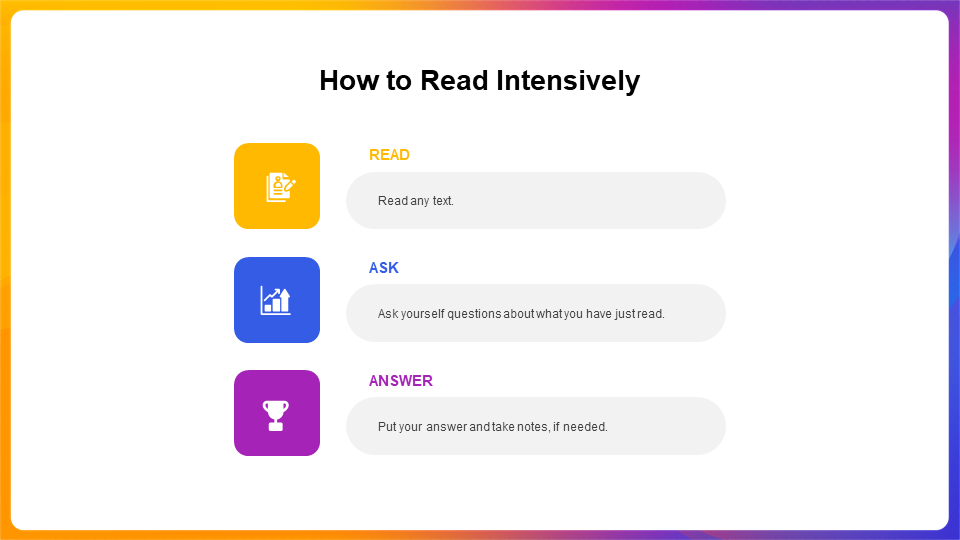 How to Read Intensively
READ
Read any text.
ASK
Ask yourself questions about what you have just read.
ANSWER
Put your answer and take notes, if needed.